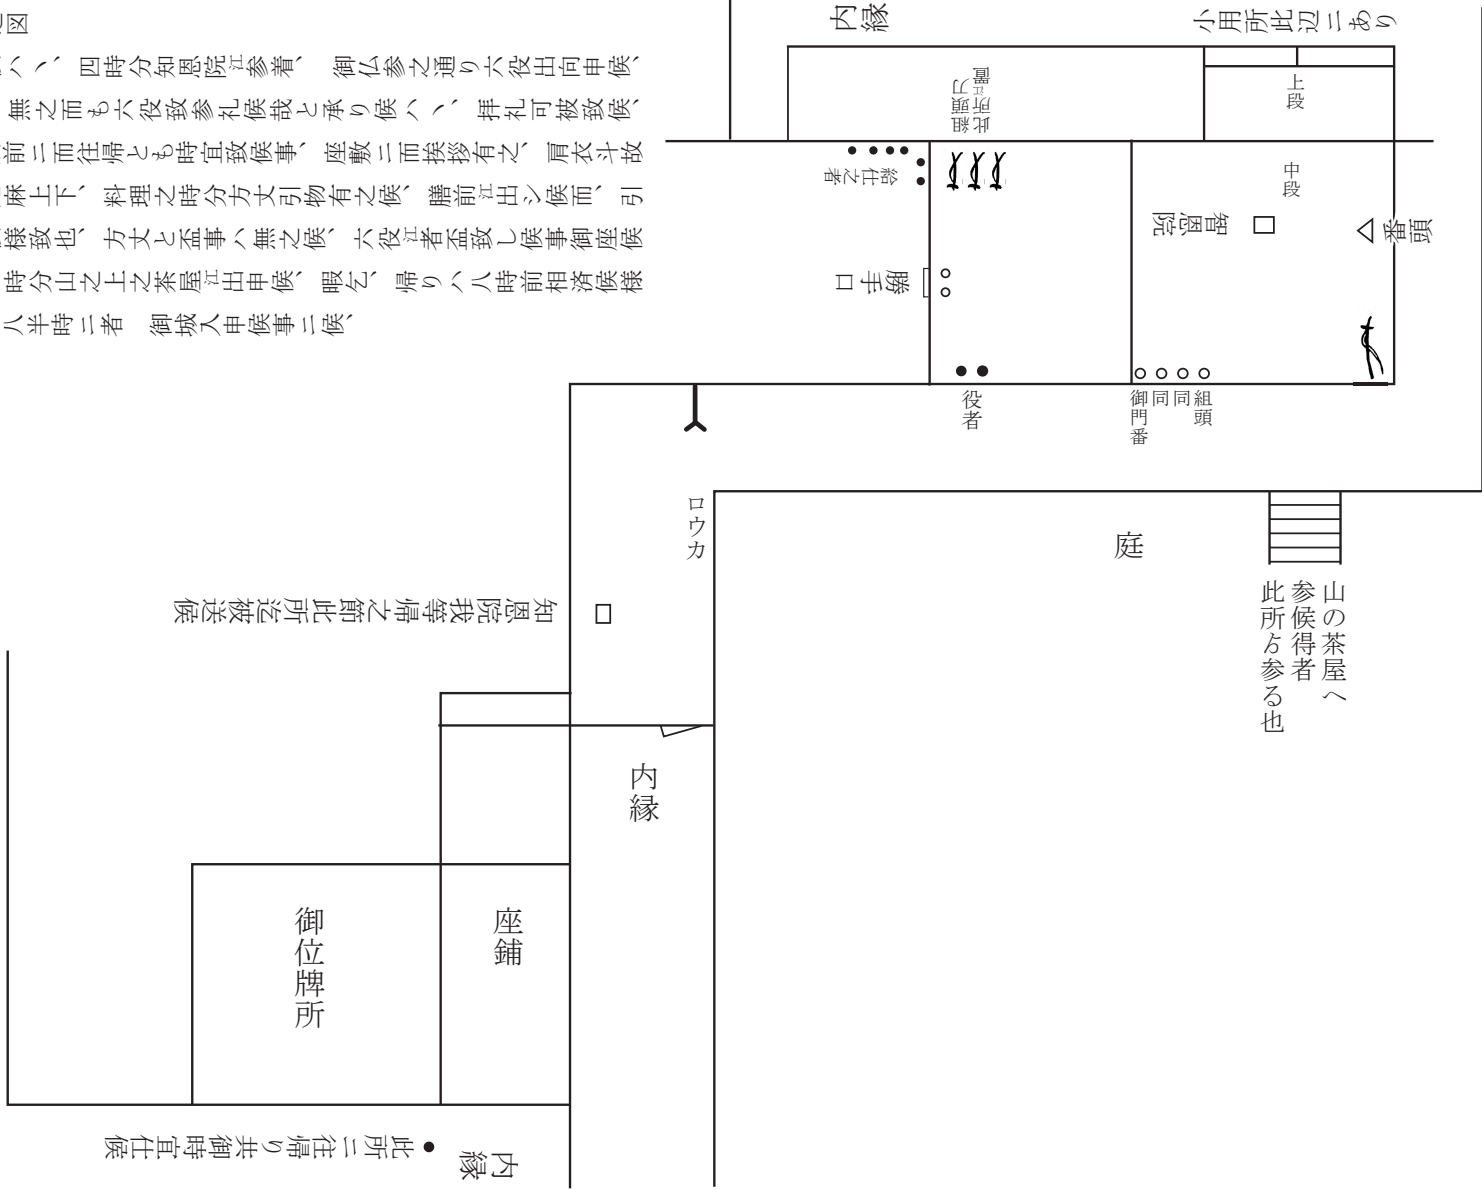 図
ハヽ、四時分知恩院江参着、　御仏参之通り六役出向申候、
無之而も六役致参礼候哉と承り候ハヽ、拝礼可被致候、
前ニ而往帰とも時宜致候事、座敷ニ而挨拶有之、肩衣斗故
麻上下、料理之時分方丈引物有之候、膳前江出シ候而、引
様致也、方丈と盃事ハ無之候、六役江者盃致し候事御座候
時分山之上之茶屋江出申候、暇乞、帰りハ八時前相済候様
八半時ニ者　御城入申候事ニ候、
内縁
小用所此辺ニあり
此所江置
組頭刀
上段
中段
給仕之者
智恩院
番頭
勝手口
役者
組頭
同
同
御門番
ロウカ
庭
山の茶屋へ
参候得者
此所ゟ参る也
知恩院我等帰之節此所迄被送候
内縁
座鋪
御位牌所
此所ニ往帰り共御時宜仕候
内縁